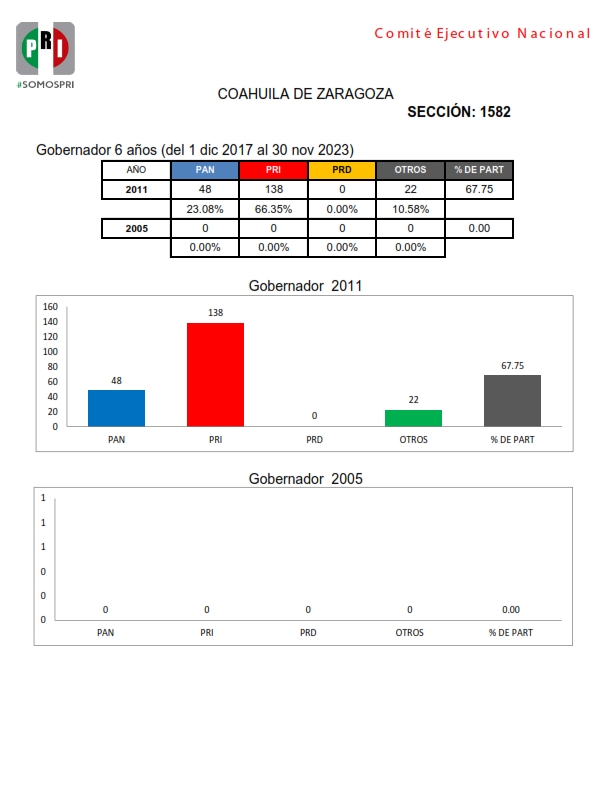 PRI
#SOMOSPRI
Comité Ejecutivo Nacional
COAHUILA DE ZARAGOZA
SECCIÓN: 1582
Gobernador 6 años (del 1 dic 2017 al 30 nov 2023)
AÑO PAN PRI PRD OTROS % DE PART
2011 48 138 0 22 67.75
23.08% 66.35% 0.00% 10.58%
2005 0 0 0 0 0.00
0.00% 0.00% 0.00% 0.00%
Gobernador 2011
160
140
120
100
80
60
40
20
0
48 138 0 22 67.75
PAN PRI PRD OTROS % DE PART
Gobernador 2005
1
1
1
0
0
0
0 0 0 0 0.00
PAN PRI PRD OTROS % DE PART